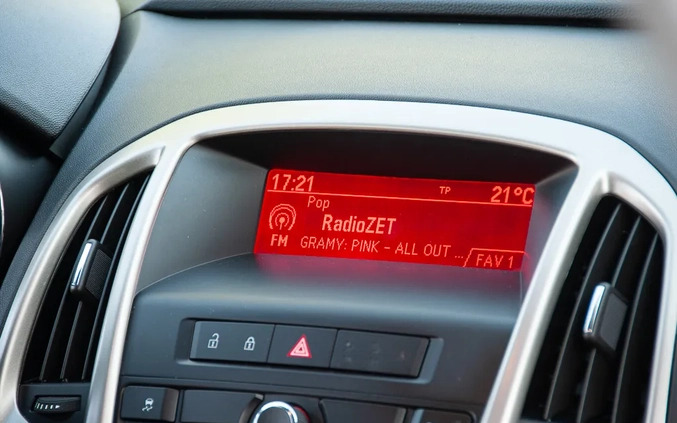 17:21 TP 21°C
Pop
RadioZET
FM GRAMY: PINK - ALL OUT ... FAV 1